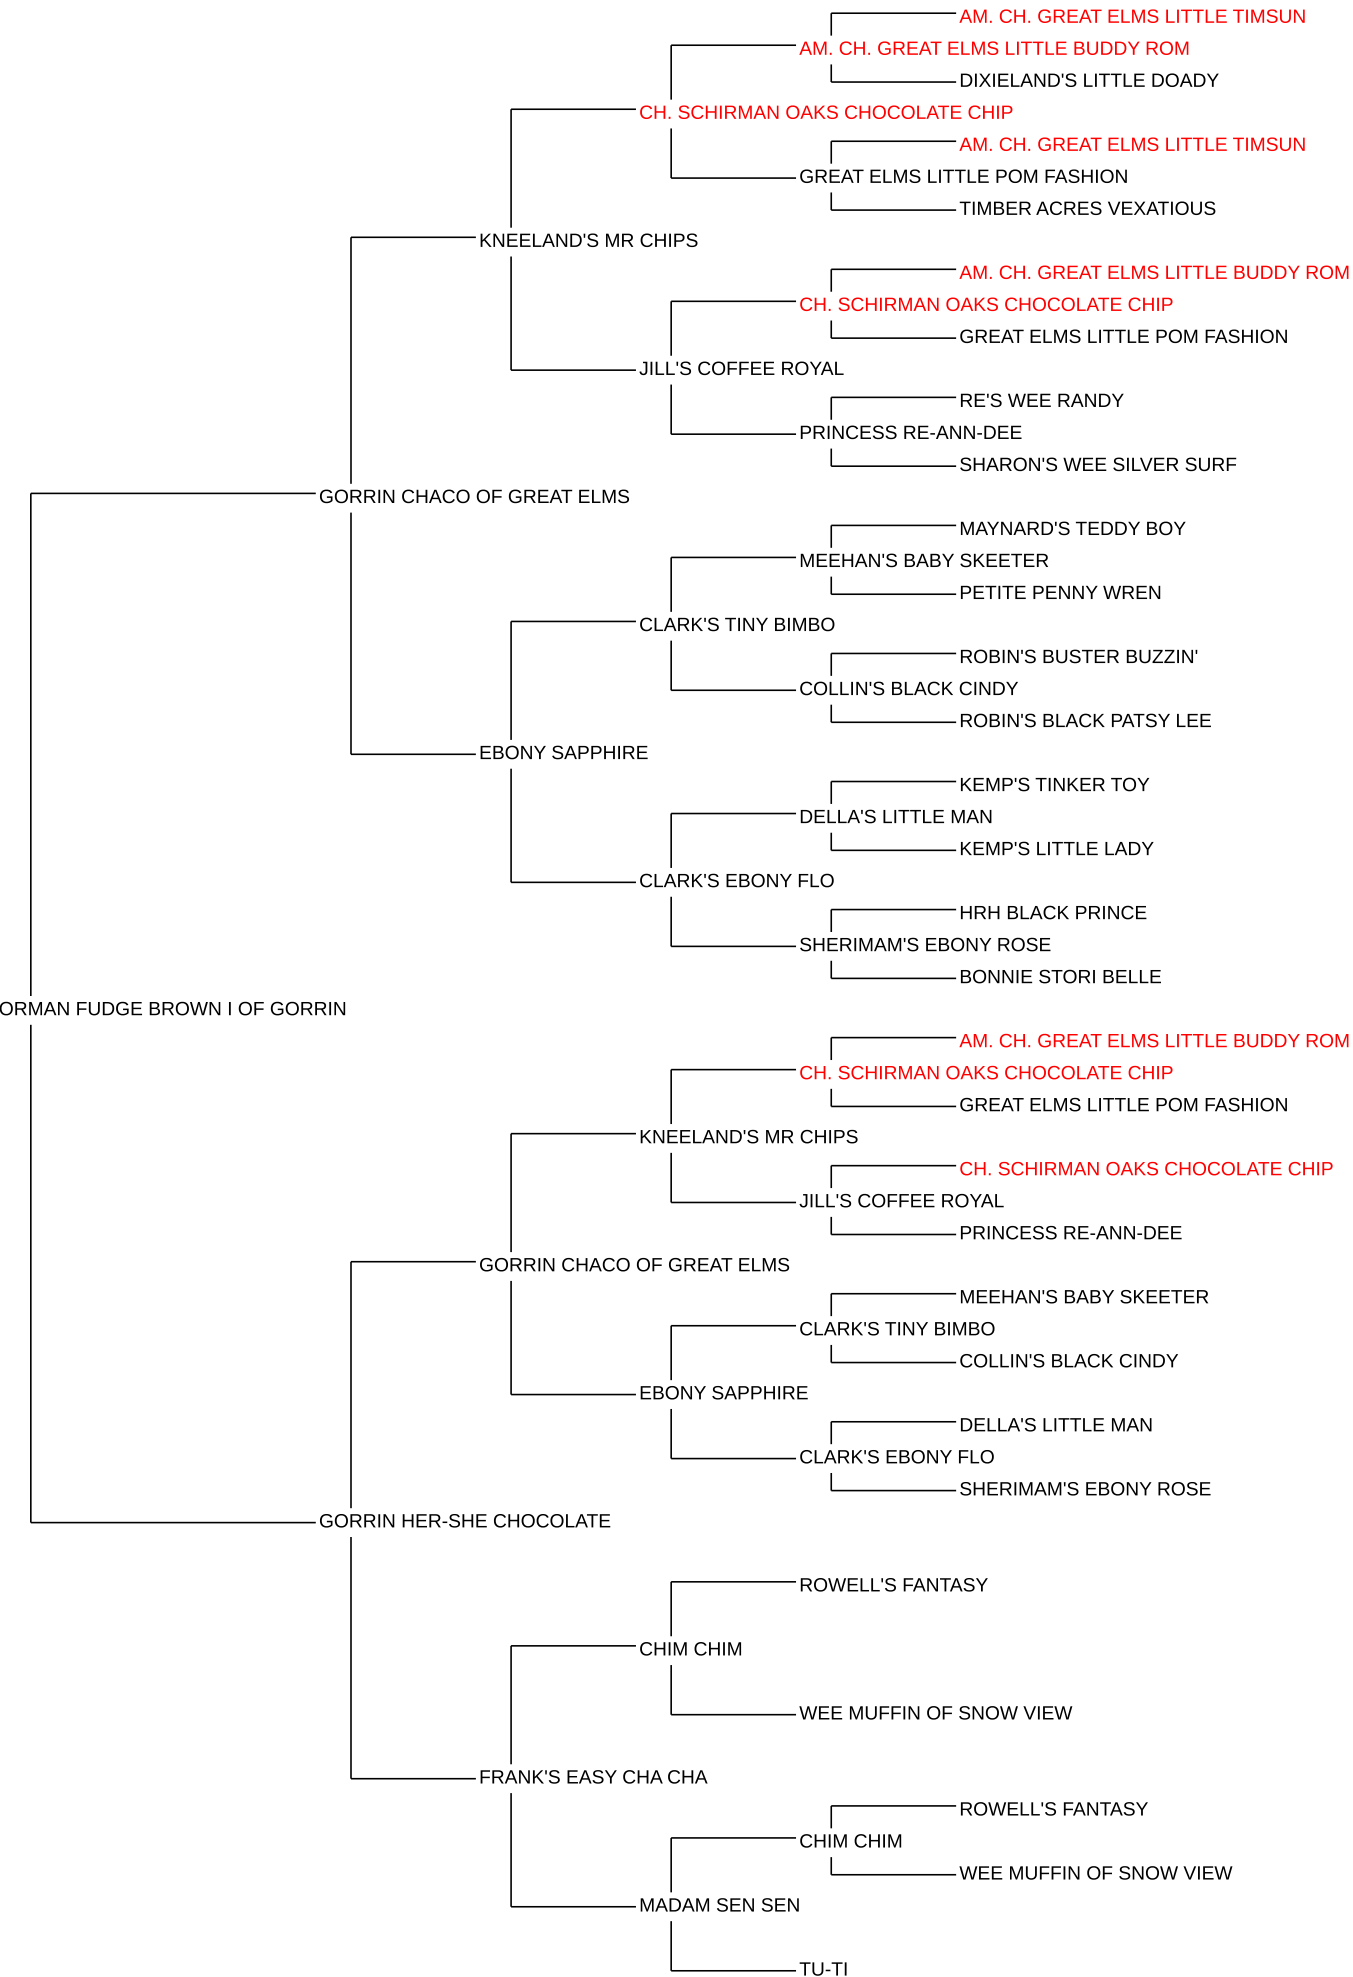 AM. CH. GREAT ELMS LITTLE TIMSUN
AM. CH. GREAT ELMS LITTLE BUDDY ROM
DIXIELAND'S LITTLE DOADY
CH. SCHIRMAN OAKS CHOCOLATE CHIP
AM. CH. GREAT ELMS LITTLE TIMSUN
GREAT ELMS LITTLE POM FASHION
TIMBER ACRES VEXATIOUS
KNEELAND'S MR CHIPS
AM. CH. GREAT ELMS LITTLE BUDDY ROM
CH. SCHIRMAN OAKS CHOCOLATE CHIP
GREAT ELMS LITTLE POM FASHION
JILL'S COFFEE ROYAL
RE'S WEE RANDY
PRINCESS RE-ANN-DEE
SHARON'S WEE SILVER SURF
GORRIN CHACO OF GREAT ELMS
MAYNARD'S TEDDY BOY
MEEHAN'S BABY SKEETER
PETITE PENNY WREN
CLARK'S TINY BIMBO
ROBIN'S BUSTER BUZZIN'
COLLIN'S BLACK CINDY
ROBIN'S BLACK PATSY LEE
EBONY SAPPHIRE
KEMP'S TINKER TOY
DELLA'S LITTLE MAN
KEMP'S LITTLE LADY
CLARK'S EBONY FLO
HRH BLACK PRINCE
SHERIMAM'S EBONY ROSE
BONNIE STORI BELLE
ORMAN FUDGE BROWN I OF GORRIN
AM. CH. GREAT ELMS LITTLE BUDDY ROM
CH. SCHIRMAN OAKS CHOCOLATE CHIP
GREAT ELMS LITTLE POM FASHION
KNEELAND'S MR CHIPS
CH. SCHIRMAN OAKS CHOCOLATE CHIP
JILL'S COFFEE ROYAL
PRINCESS RE-ANN-DEE
GORRIN CHACO OF GREAT ELMS
MEEHAN'S BABY SKEETER
CLARK'S TINY BIMBO
COLLIN'S BLACK CINDY
EBONY SAPPHIRE
DELLA'S LITTLE MAN
CLARK'S EBONY FLO
SHERIMAM'S EBONY ROSE
GORRIN HER-SHE CHOCOLATE
ROWELL'S FANTASY
CHIM CHIM
WEE MUFFIN OF SNOW VIEW
FRANK'S EASY CHA CHA
ROWELL'S FANTASY
CHIM CHIM
WEE MUFFIN OF SNOW VIEW
MADAM SEN SEN
TU-TI